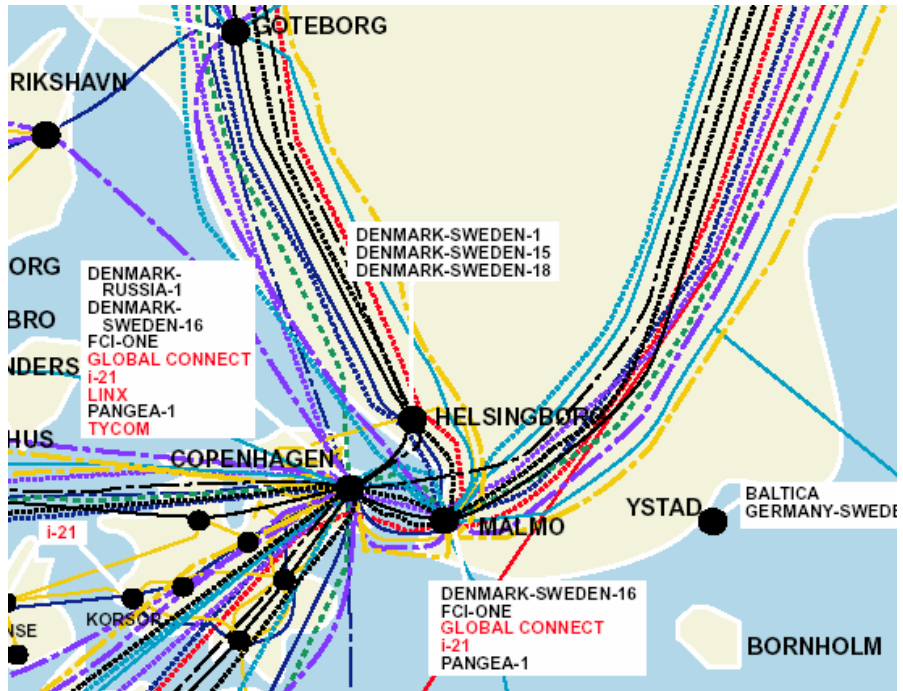 GÖTEBORG
RIKSHAVN
DENMARK-SWEDEN-1
DENMARK-SWEDEN-15
DENMARK-SWEDEN-18
ORG
DENMARK-
RUSSIA-1
DENMARK-
SWEDEN-16
FCI-ONE
GLOBAL CONNECT
i-21
LINX
PANGEA-1
TYCOM
BRO
NDERS
HUS
HELSINGBORG
COPENHAGEN
MALMO
YSTAD
BALTICA
GERMANY-SWEDE
i-21
DENMARK-SWEDEN-16
FCI-ONE
GLOBAL CONNECT
i-21
PANGEA-1
KORSOR
NSE
BORNHOLM